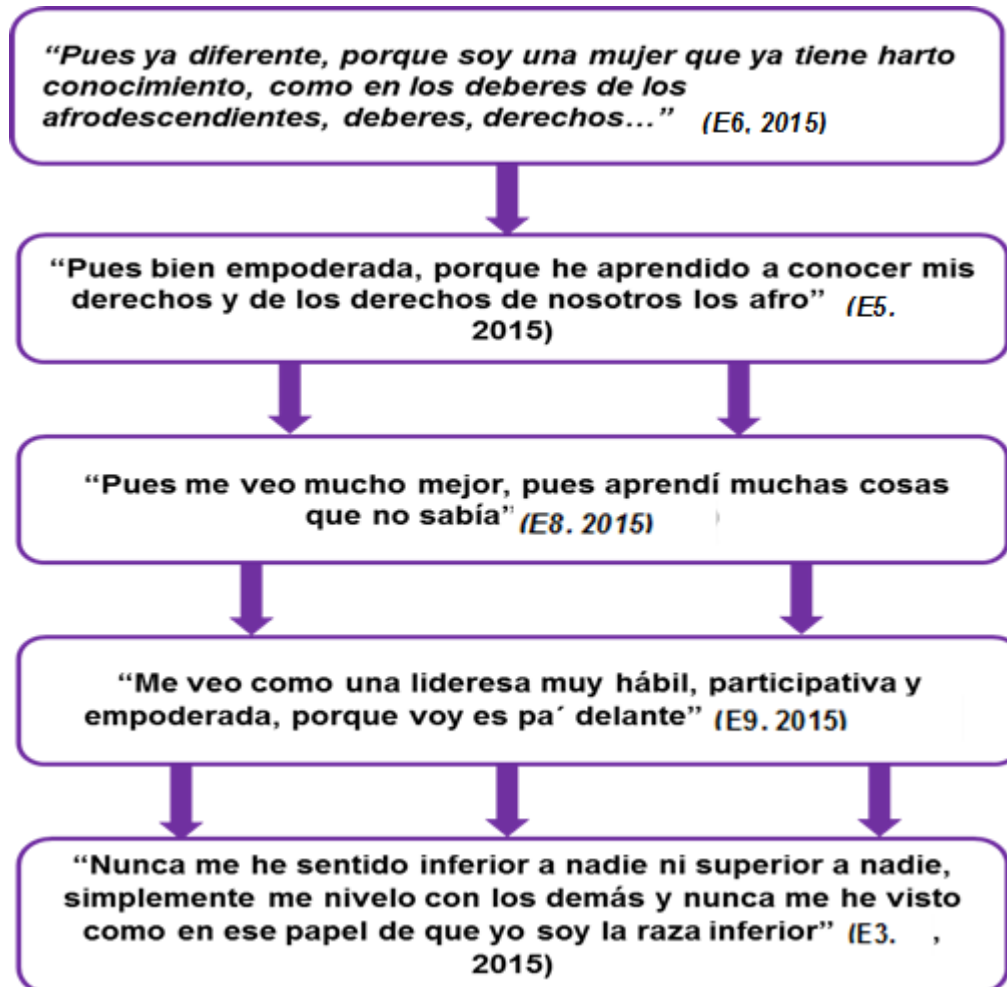 “Pues ya diferente, porque soy una mujer que ya tiene harto
conocimiento, como en los deberes de los
afrodescendientes, deberes, derechos…” (E6, 2015)
“Pues bien empoderada, porque he aprendido a conocer mis
derechos y de los derechos de nosotros los afro” (E5.
2015)
“Pues me veo mucho mejor, pues aprendí muchas cosas
que no sabía” (E8. 2015)
“Me veo como una lideresa muy hábil, participativa y
empoderada, porque voy es pa´ delante” (E9. 2015)
“Nunca me he sentido inferior a nadie ni superior a nadie,
simplemente me nivelo con los demás y nunca me he visto
como en ese papel de que yo soy la raza inferior” (E3. ,
2015)